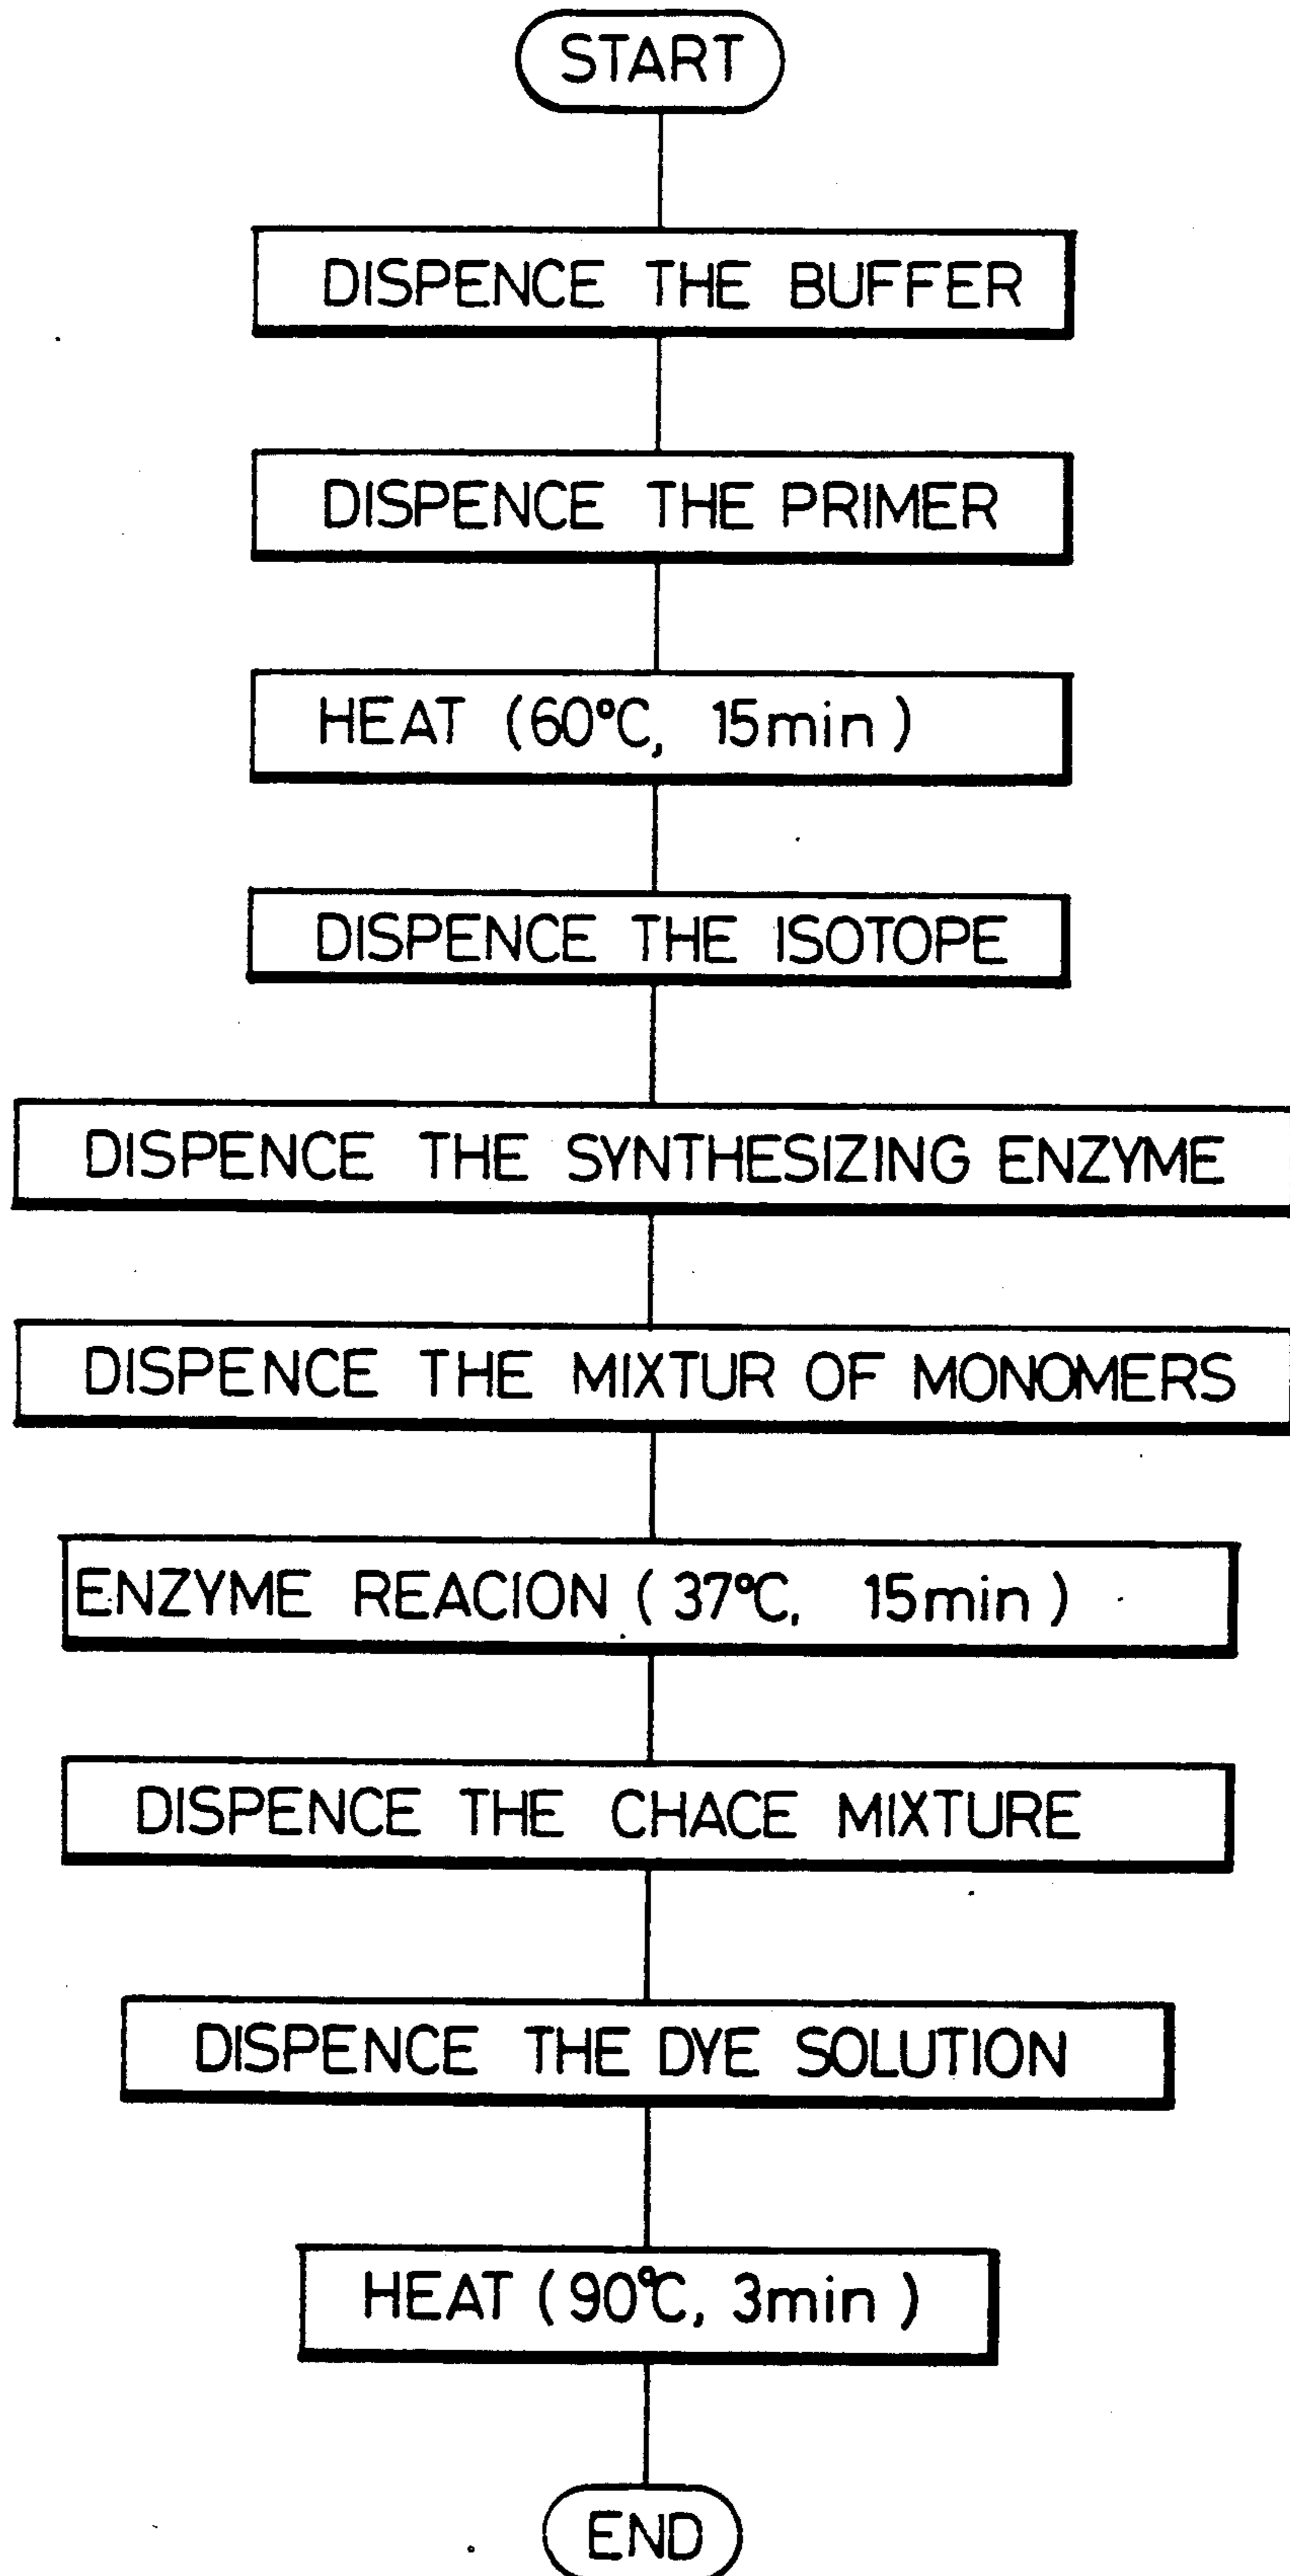 START
DISPENCE THE BUFFER
DISPENCE THE PRIMER
HEAT (60°C, 15min)
DISPENCE THE ISOTOPE
DISPENCE THE SYNTHESIZING ENZYME
DISPENCE THE MIXTUR OF MONOMERS
ENZYME REACION (37°C, 15min)
DISPENCE THE CHACE MIXTURE
DISPENCE THE DYE SOLUTION
HEAT (90°C, 3min)
END